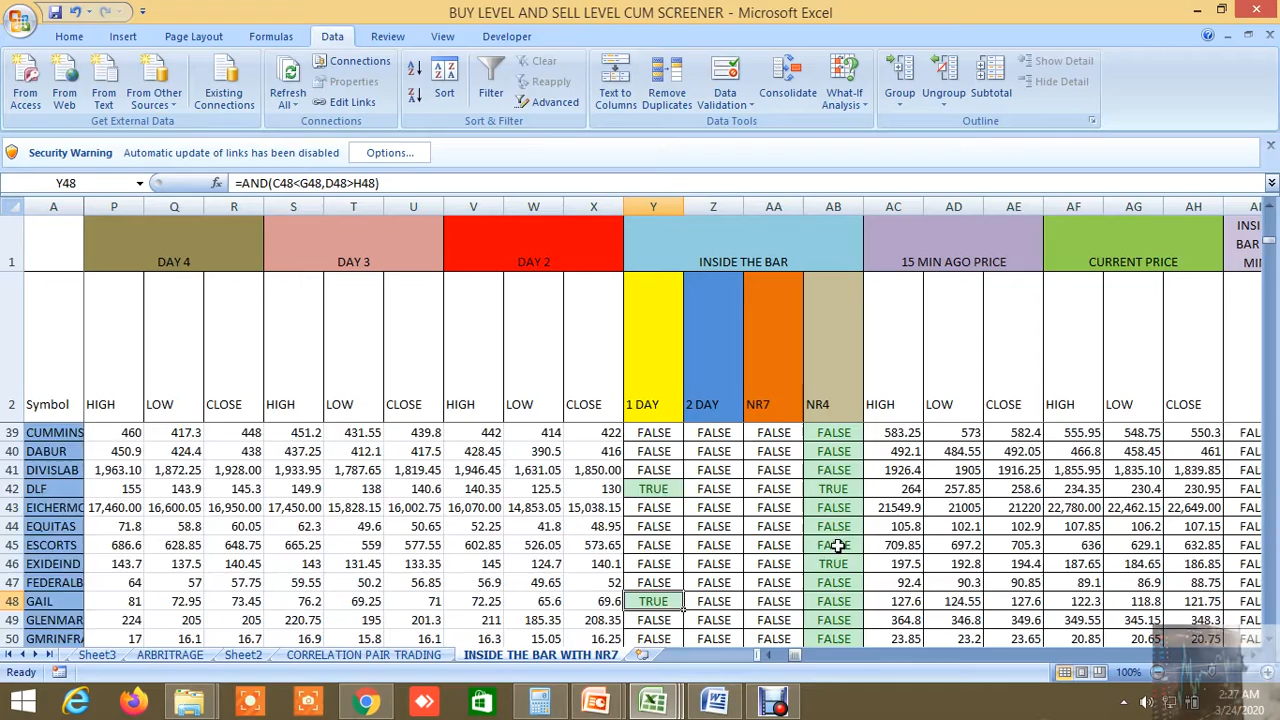 BUY LEVEL AND SELL LEVEL CUM SCREENER - Microsoft Excel
Home Insert Page Layout Formulas Data Review View Developer
From Access From Web From Text From Other Sources Existing Connections Refresh All Connections Properties Edit Links Sort Filter Clear Reapply Advanced Text to Columns Remove Duplicates Data Validation Consolidate What-If Analysis Group Ungroup Subtotal Show Detail Hide Detail
Get External Data Connections Sort & Filter Data Tools Outline
Security Warning Automatic update of links has been disabled Options...
Y48 fx =AND(C48<G48,D48>H48)
A P Q R S T U V W X Y Z AA AB AC AD AE AF AG AH
1 DAY 4 DAY 3 DAY 2 INSIDE THE BAR 15 MIN AGO PRICE CURRENT PRICE INSI BAR MI
2 Symbol HIGH LOW CLOSE HIGH LOW CLOSE HIGH LOW CLOSE 1 DAY 2 DAY NR7 NR4 HIGH LOW CLOSE HIGH LOW CLOSE
39 CUMMINS 460 417.3 448 451.2 431.55 439.8 442 414 422 FALSE FALSE FALSE FALSE 583.25 573 582.4 555.95 548.75 550.3 FAL
40 DABUR 450.9 424.4 438 437.25 412.1 417.5 428.45 390.5 416 FALSE FALSE FALSE FALSE 492.1 484.55 492.05 466.8 458.45 461 FAL
41 DIVISLAB 1,963.10 1,872.25 1,928.00 1,933.95 1,787.65 1,819.45 1,946.45 1,631.05 1,850.00 FALSE FALSE FALSE FALSE 1926.4 1905 1916.25 1,855.95 1,835.10 1,839.85 FAL
42 DLF 155 143.9 145.3 149.9 138 140.6 140.35 125.5 130 TRUE FALSE FALSE TRUE 264 257.85 258.6 234.35 230.4 230.95 FAL
43 EICHERMO 17,460.00 16,600.05 16,950.00 17,450.00 15,828.15 16,002.75 16,070.00 14,853.05 15,038.15 FALSE FALSE FALSE FALSE 21549.9 21005 21220 22,780.00 22,462.15 22,649.00 FAL
44 EQUITAS 71.8 58.8 60.05 62.3 49.6 50.65 52.25 41.8 48.95 FALSE FALSE FALSE FALSE 105.8 102.1 102.9 107.85 106.2 107.15 FAL
45 ESCORTS 686.6 628.85 648.75 665.25 559 577.55 602.85 526.05 573.65 FALSE FALSE FALSE FALSE 709.85 697.2 705.3 636 629.1 632.85 FAL
46 EXIDEIND 143.7 137.5 140.45 143 131.45 133.35 145 124.7 140.1 FALSE FALSE FALSE TRUE 197.5 192.8 194.4 187.65 184.65 186.85 FAL
47 FEDERALB 64 57 57.75 59.55 50.2 56.85 56.9 49.65 52 FALSE FALSE FALSE FALSE 92.4 90.3 90.85 89.1 86.9 88.75 FAL
48 GAIL 81 72.95 73.45 76.2 69.25 71 72.25 65.6 69.6 TRUE FALSE FALSE FALSE 127.6 124.55 127.6 122.3 118.8 121.75 FAL
49 GLENMAR 224 205 205 220.75 195 201.3 211 185.35 208.35 FALSE FALSE FALSE FALSE 364.8 346.8 349.6 349.55 345.15 348.3 FAL
50 GMRINFRA 17 16.1 16.7 16.9 15.8 16.1 16.3 15.05 16.25 FALSE FALSE FALSE FALSE 23.85 23.2 23.65 20.85 20.65 20.75 FAL
Sheet3 ARBITRAGE Sheet2 CORRELATION PAIR TRADING INSIDE THE BAR WITH NR7
Ready 100%
2:27 AM
3/24/2020